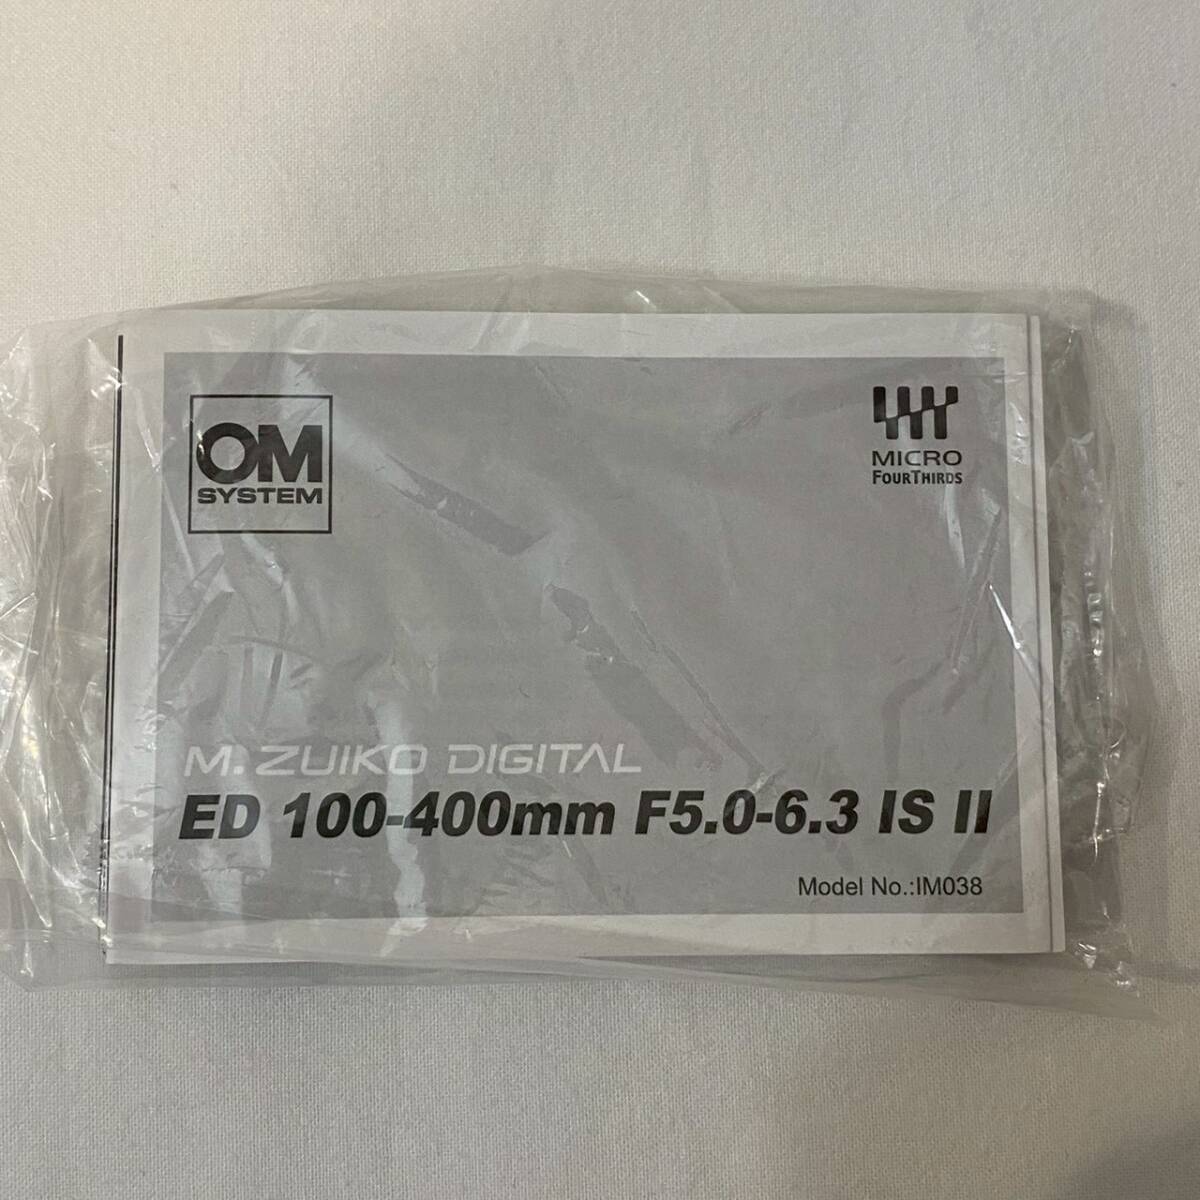 OM
SYSTEM
MICRO
FOURTHIRDS
M.ZUIKO DIGITAL
ED 100-400mm F5.0-6.3 IS II
Model No.:IM038